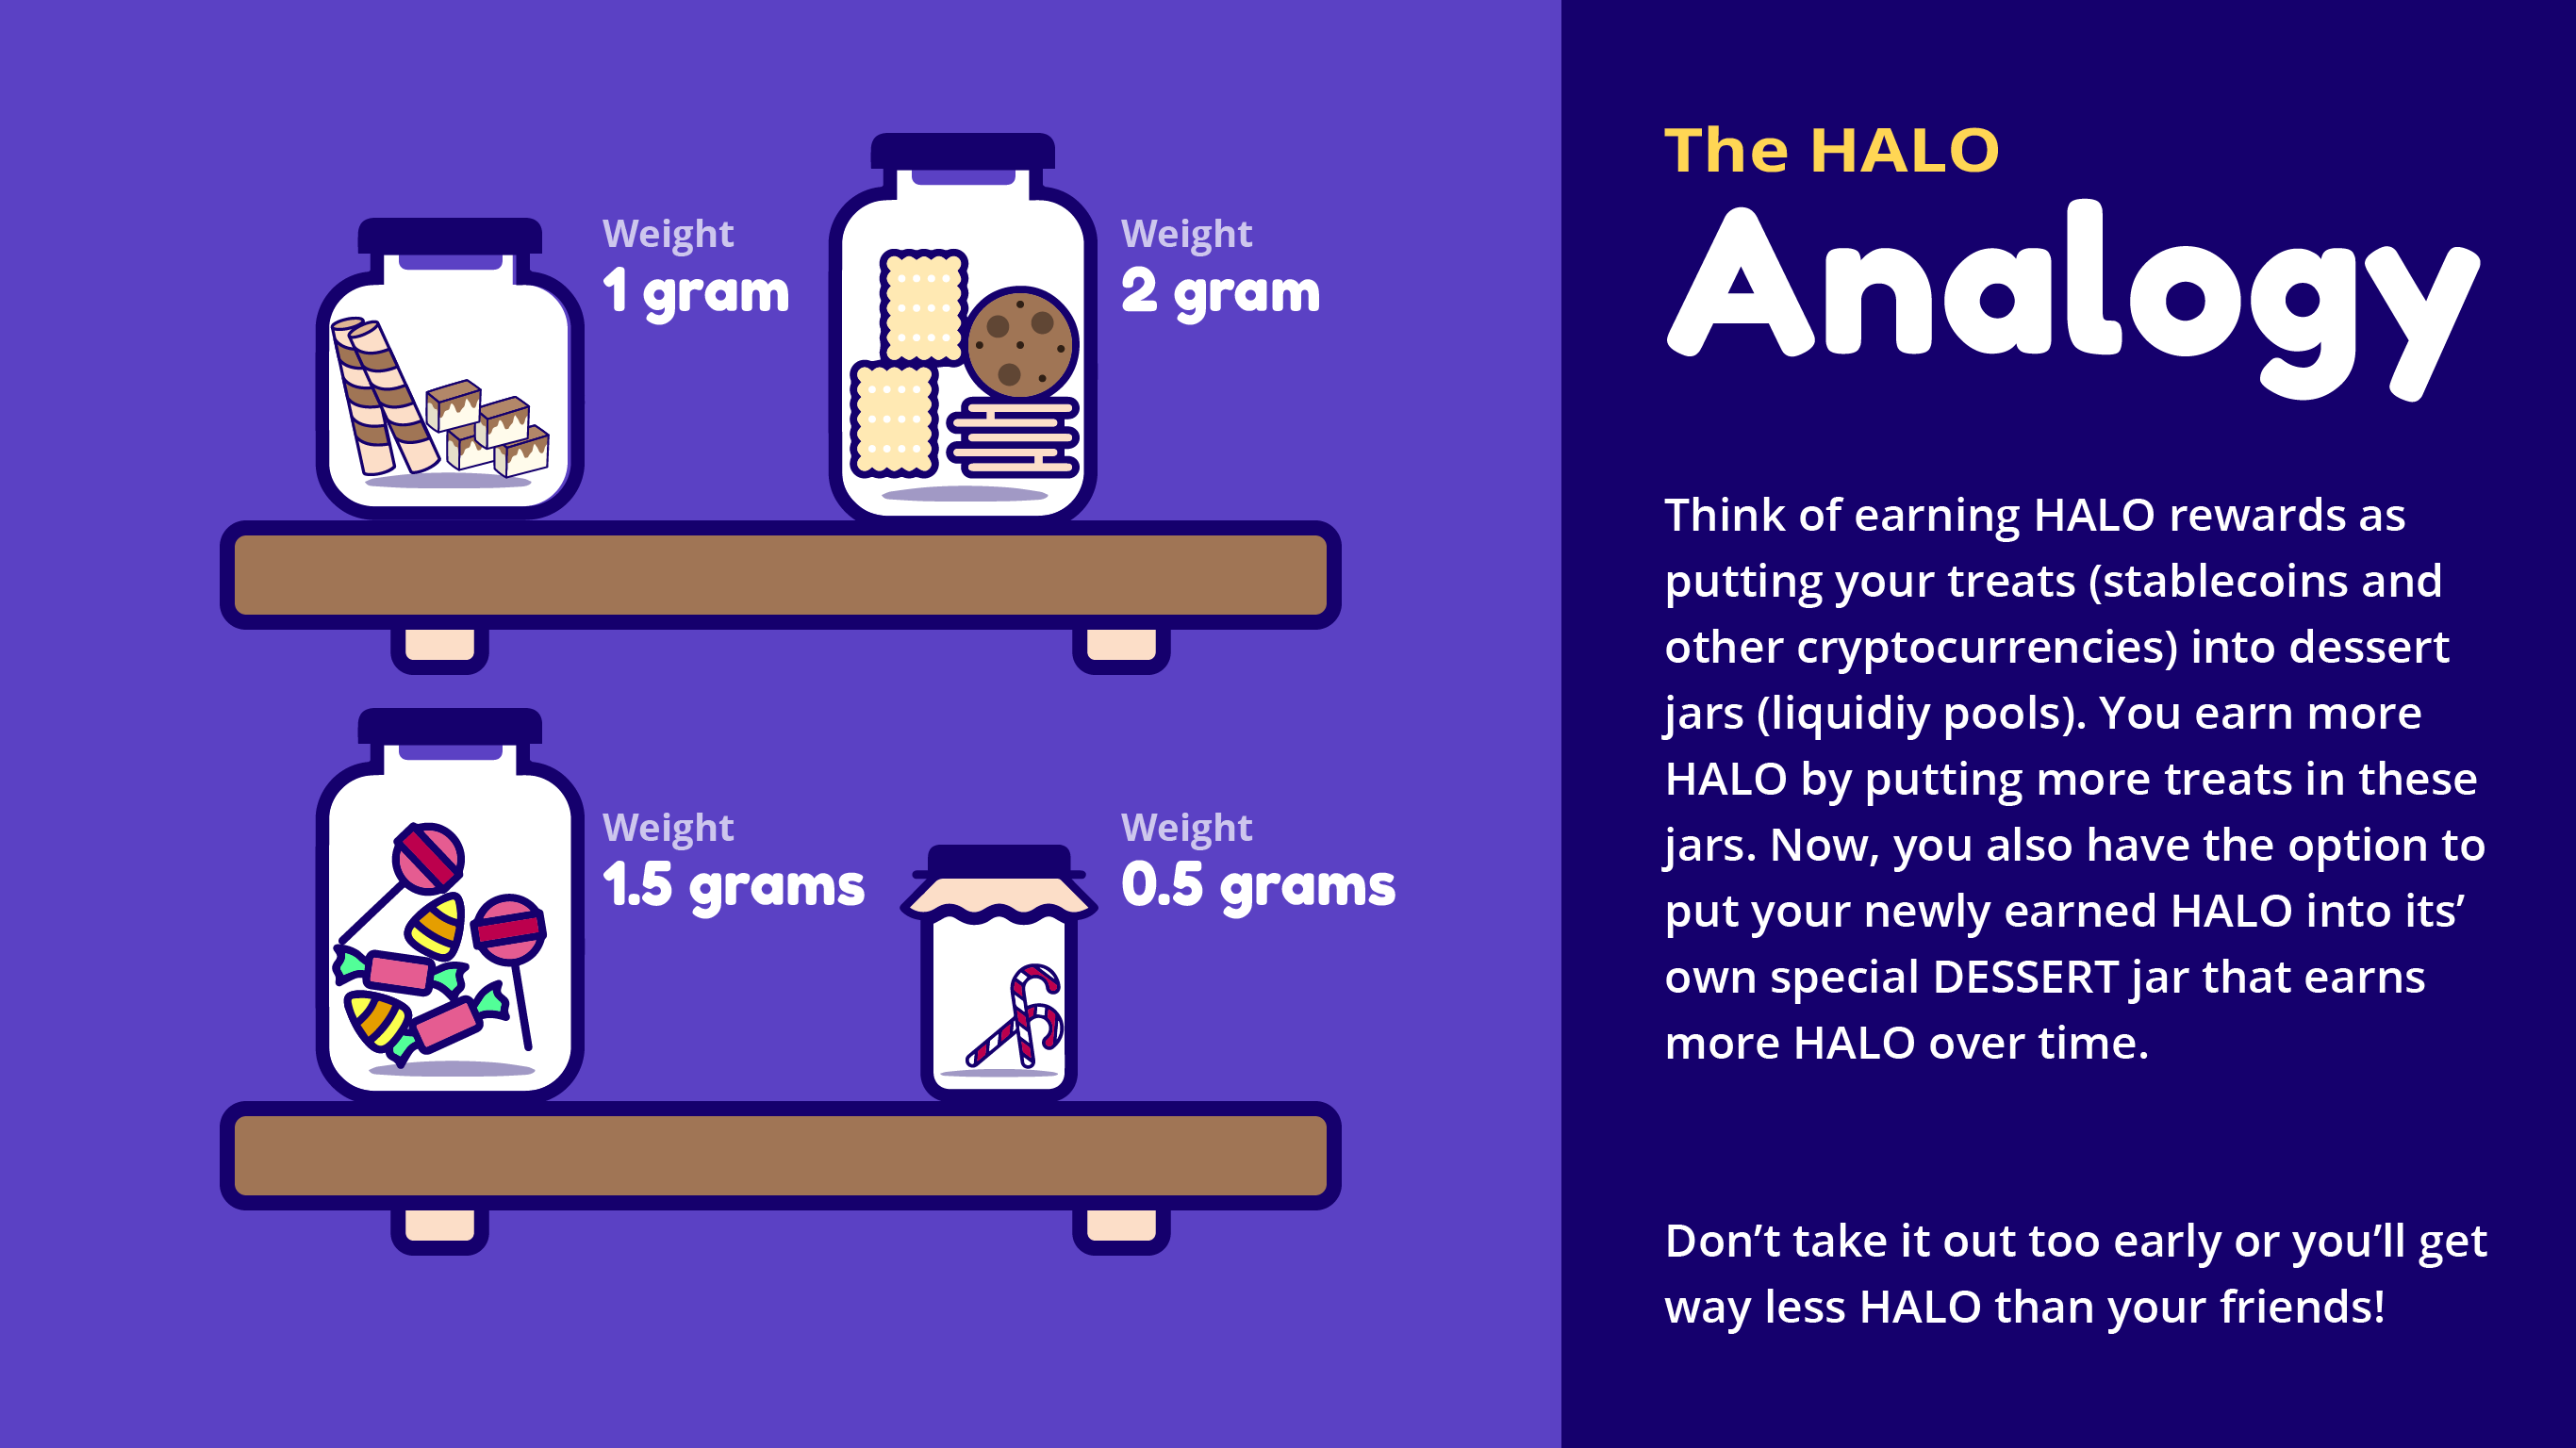 Weight
1 gram
Weight
2 gram
Weight
1.5 grams
Weight
0.5 grams
The HALO
Analogy
Think of earning HALO rewards as
putting your treats (stablecoins and
other cryptocurrencies) into dessert
jars (liquidiy pools). You earn more
HALO by putting more treats in these
jars. Now, you also have the option to
put your newly earned HALO into its’
own special DESSERT jar that earns
more HALO over time.
Don’t take it out too early or you’ll get
way less HALO than your friends!